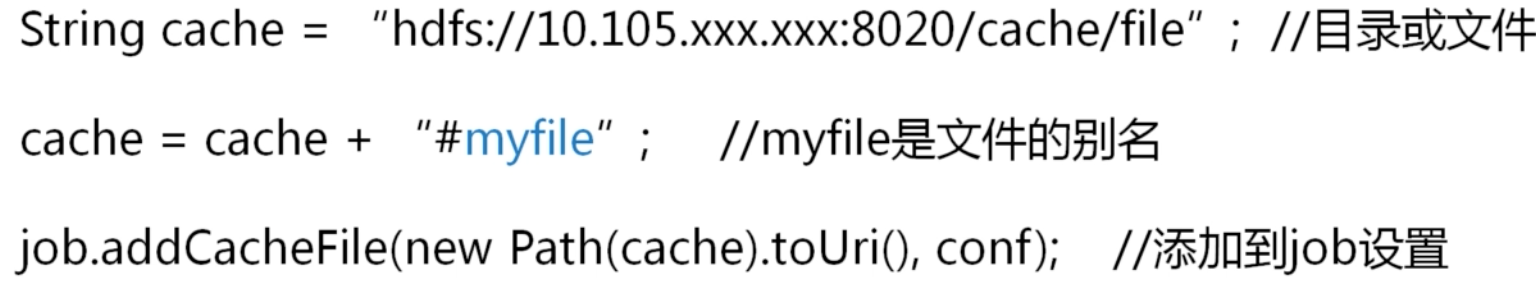 String cache = “hdfs://10.105.xxx.xxx:8020/cache/file”; //目录或文件
cache = cache + “#myfile”; //myfile是文件的别名
job.addCacheFile(new Path(cache).toUri(), conf); //添加到job设置